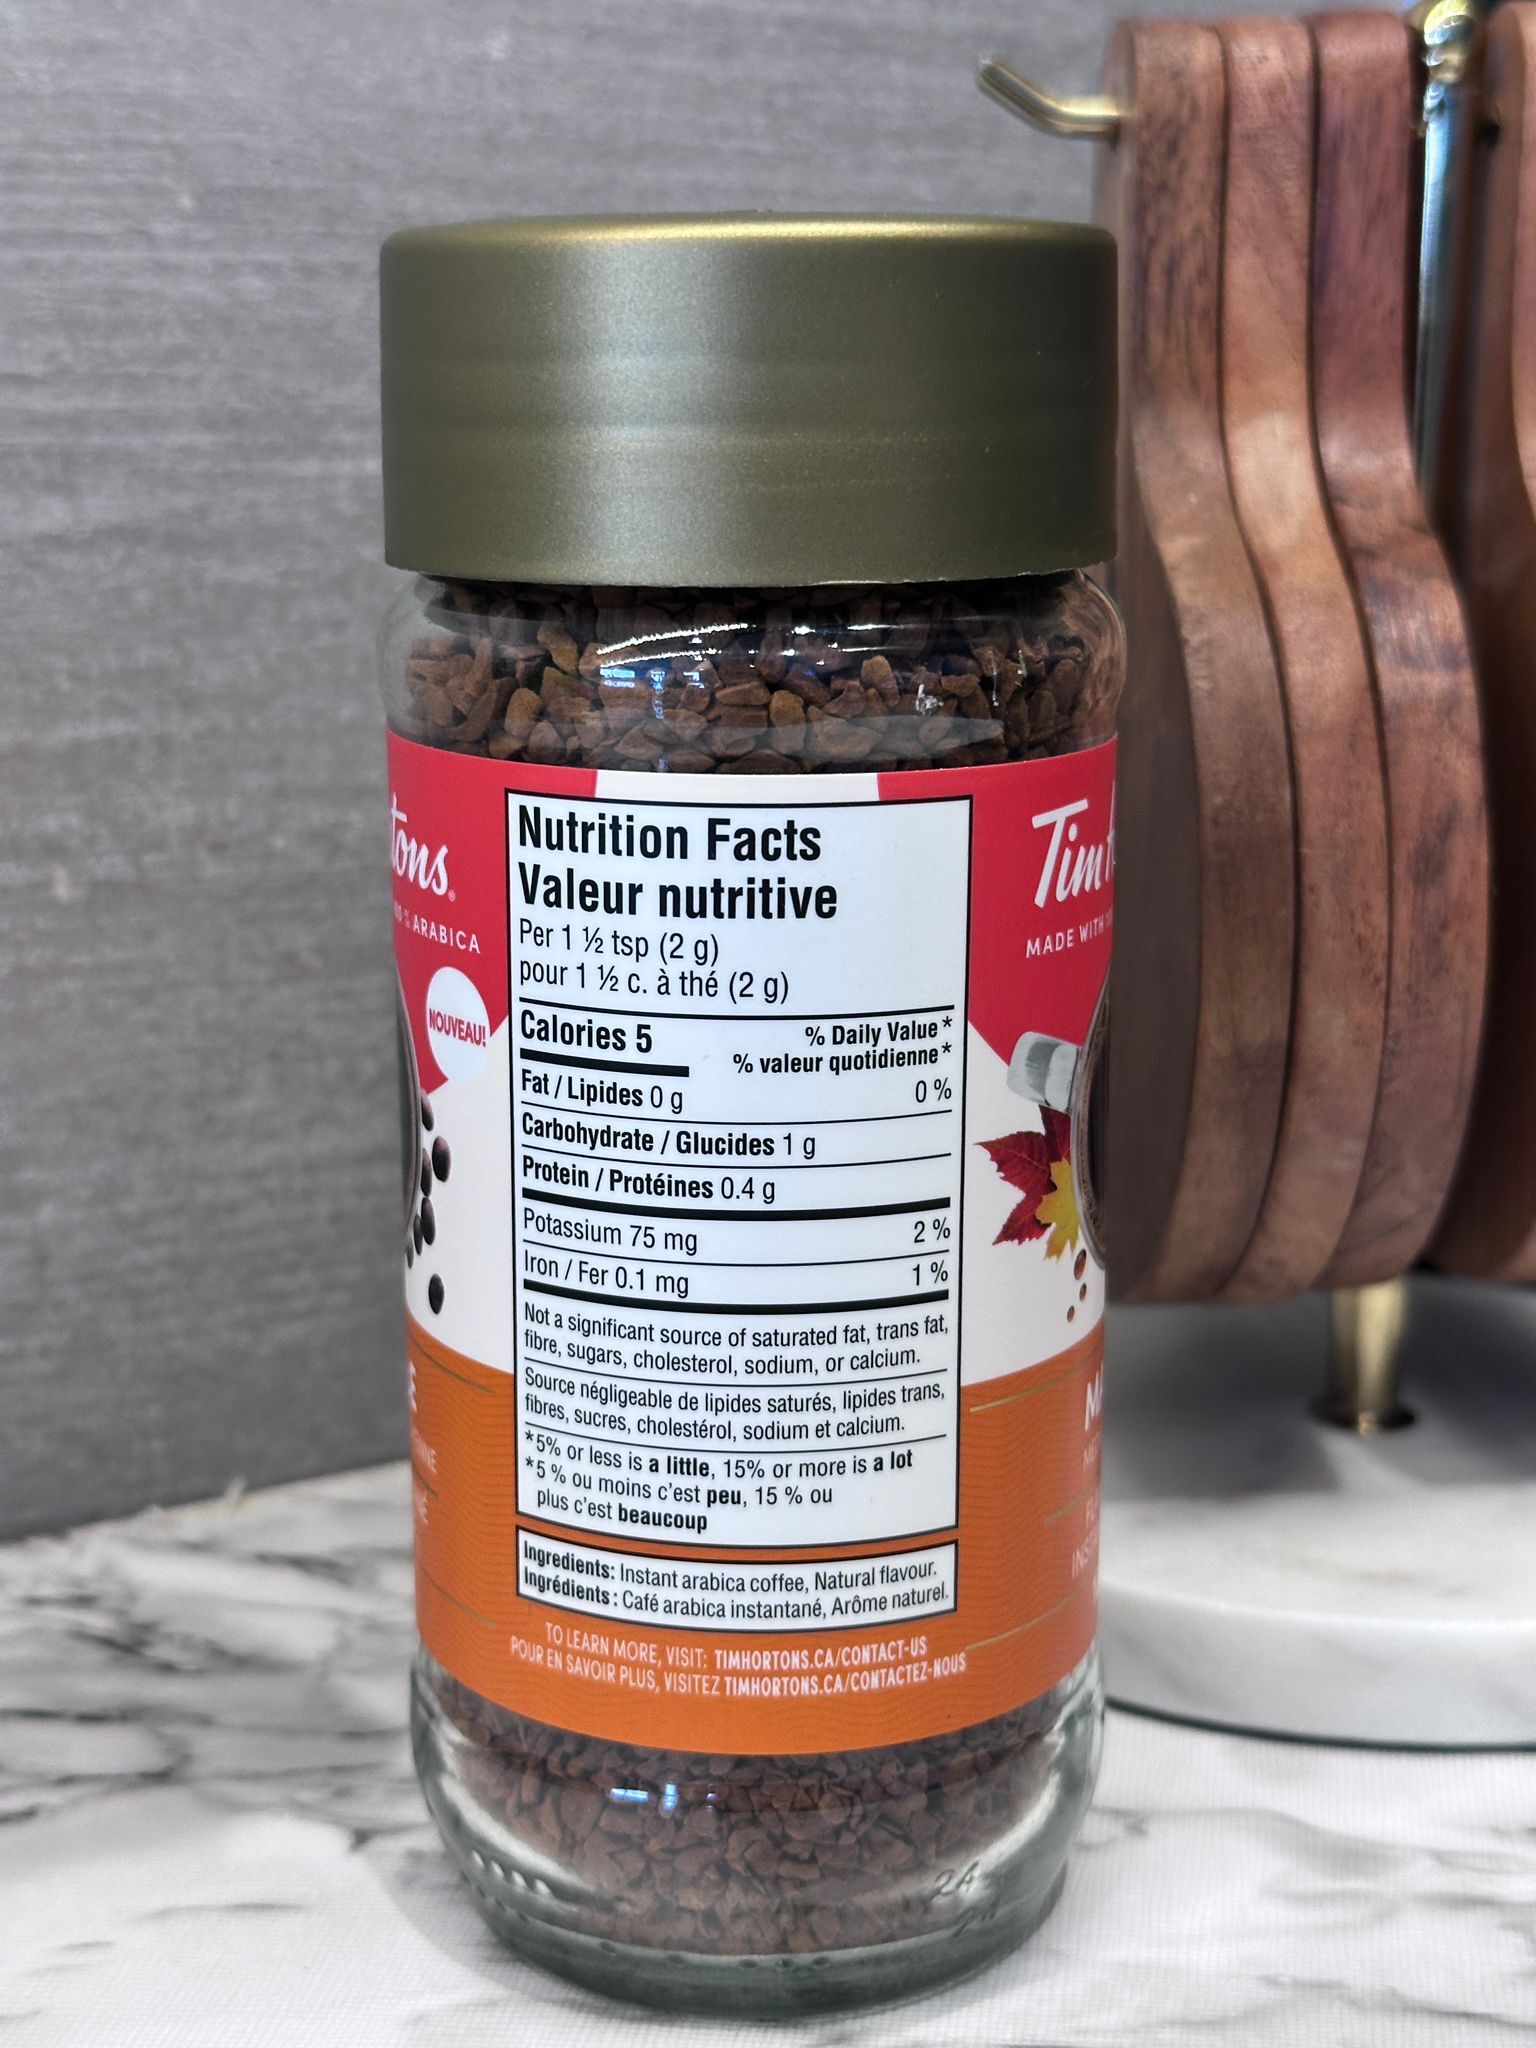 Nutrition Facts
Valeur nutritive
Per 1 ½ tsp (2 g)
pour 1 ½ c. à thé (2 g)
Calories 5
% Daily Value*
% valeur quotidienne*
Fat / Lipides 0 g 0 %
Carbohydrate / Glucides 1 g
Protein / Protéines 0.4 g
Potassium 75 mg 2 %
Iron / Fer 0.1 mg 1 %
Not a significant source of saturated fat, trans fat,
fibre, sugars, cholesterol, sodium, or calcium.
Source négligeable de lipides saturés, lipides trans,
fibres, sucres, cholestérol, sodium et calcium.
*5% or less is a little, 15% or more is a lot
*5 % ou moins c'est peu, 15 % ou
plus c'est beaucoup
Ingredients: Instant arabica coffee, Natural flavour.
Ingrédients : Café arabica instantané, Arôme naturel.
TO LEARN MORE, VISIT: TIMHORTONS.CA/CONTACT-US
POUR EN SAVOIR PLUS, VISITEZ TIMHORTONS.CA/CONTACTEZ-NOUS
ARABICA
NOUVEAU!
Tim
MADE WITH